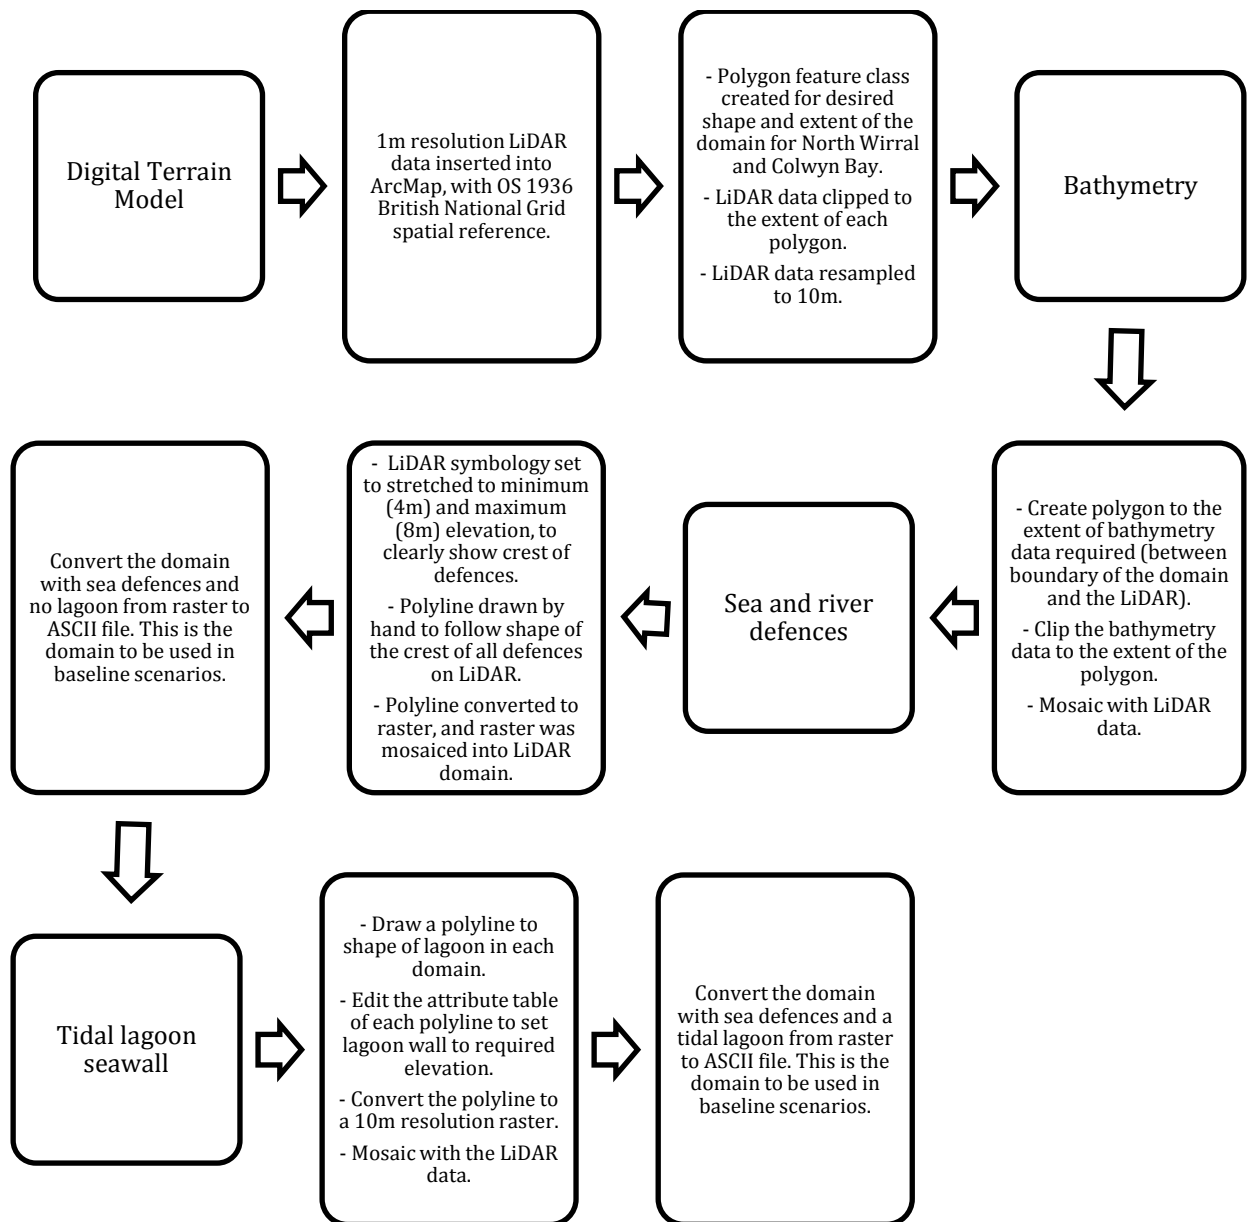 Digital Terrain
Model
1m resolution LiDAR
data inserted into
ArcMap, with OS 1936
British National Grid
spatial reference.
- Polygon feature class
created for desired
shape and extent of the
domain for North Wirral
and Colwyn Bay.
- LiDAR data clipped to
the extent of each
polygon.
- LiDAR data resampled
to 10m.
Bathymetry
- Create polygon to the
extent of bathymetry
data required (between
boundary of the domain
and the LiDAR).
- Clip the bathymetry
data to the extent of the
polygon.
- Mosaic with LiDAR
data.
Sea and river
defences
- LiDAR symbology set
to stretched to minimum
(4m) and maximum
(8m) elevation, to
clearly show crest of
defences.
- Polyline drawn by
hand to follow shape of
the crest of all defences
on LiDAR.
- Polyline converted to
raster, and raster was
mosaiced into LiDAR
domain.
Convert the domain
with sea defences and
no lagoon from raster to
ASCII file. This is the
domain to be used in
baseline scenarios.
Tidal lagoon
seawall
- Draw a polyline to
shape of lagoon in each
domain.
- Edit the attribute table
of each polyline to set
lagoon wall to required
elevation.
- Convert the polyline to
a 10m resolution raster.
- Mosaic with the LiDAR
data.
Convert the domain
with sea defences and a
tidal lagoon from raster
to ASCII file. This is the
domain to be used in
baseline scenarios.